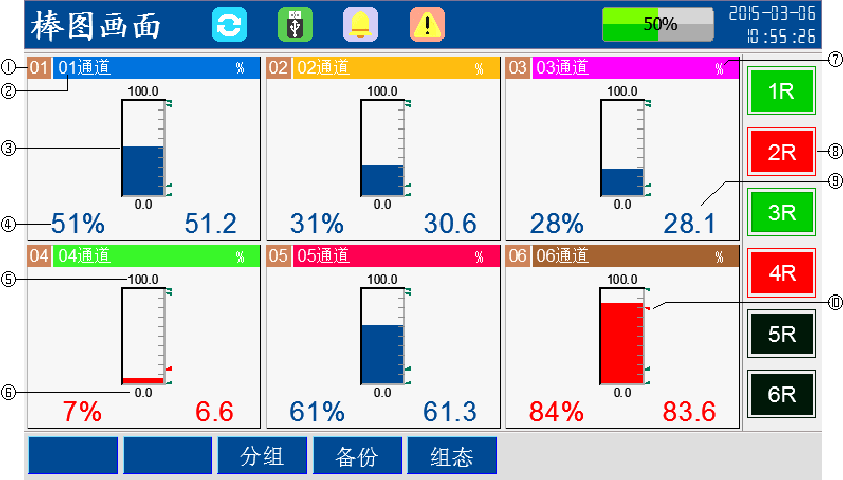 棒图画面 50% 2015-03-06
10:55:26
① 01 01通道 % 02 02通道 % 03 03通道 % ⑦
②
100.0 100.0 100.0 1R
③ 2R ⑧
⑨
0.0 0.0 0.0
④ 51% 51.2 31% 30.6 28% 28.1 3R
04 04通道 % 05 05通道 % 06 06通道 %
⑤ 100.0 100.0 100.0 4R
⑩
5R
⑥ 0.0 0.0 0.0 6R
7% 6.6 61% 61.3 84% 83.6
分组 备份 组态